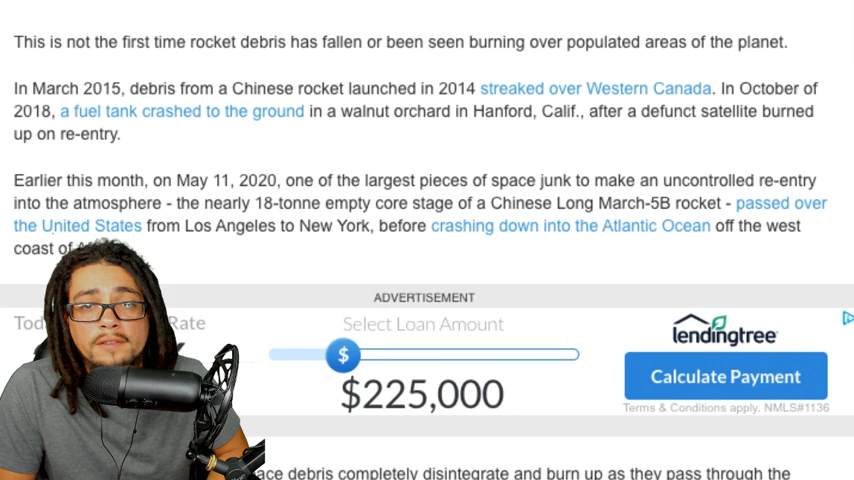 This is not the first time rocket debris has fallen or been seen burning over populated areas of the planet.
In March 2015, debris from a Chinese rocket launched in 2014 streaked over Western Canada. In October of
2018, a fuel tank crashed to the ground in a walnut orchard in Hanford, Calif., after a defunct satellite burned
up on re-entry.
Earlier this month, on May 11, 2020, one of the largest pieces of space junk to make an uncontrolled re-entry
into the atmosphere - the nearly 18-tonne empty core stage of a Chinese Long March-5B rocket - passed over
the United States from Los Angeles to New York, before crashing down into the Atlantic Ocean off the west
coast of
ADVERTISEMENT
Rate
Select Loan Amount
$
$225,000
lendingtree
Calculate Payment
Terms & Conditions apply. NMLS#1136
debris completely disintegrate and burn up as they pass through the